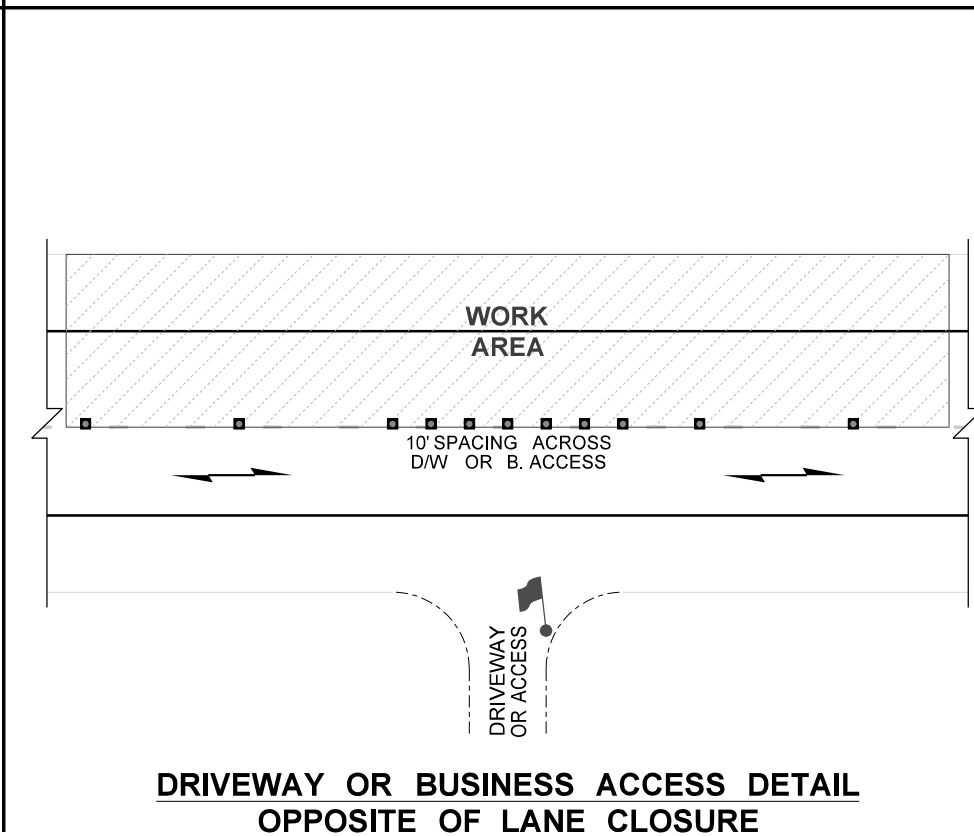 WORK
AREA
10' SPACING ACROSS
D/W OR B. ACCESS
DRIVEWAY
OR ACCESS
DRIVEWAY OR BUSINESS ACCESS DETAIL
OPPOSITE OF LANE CLOSURE